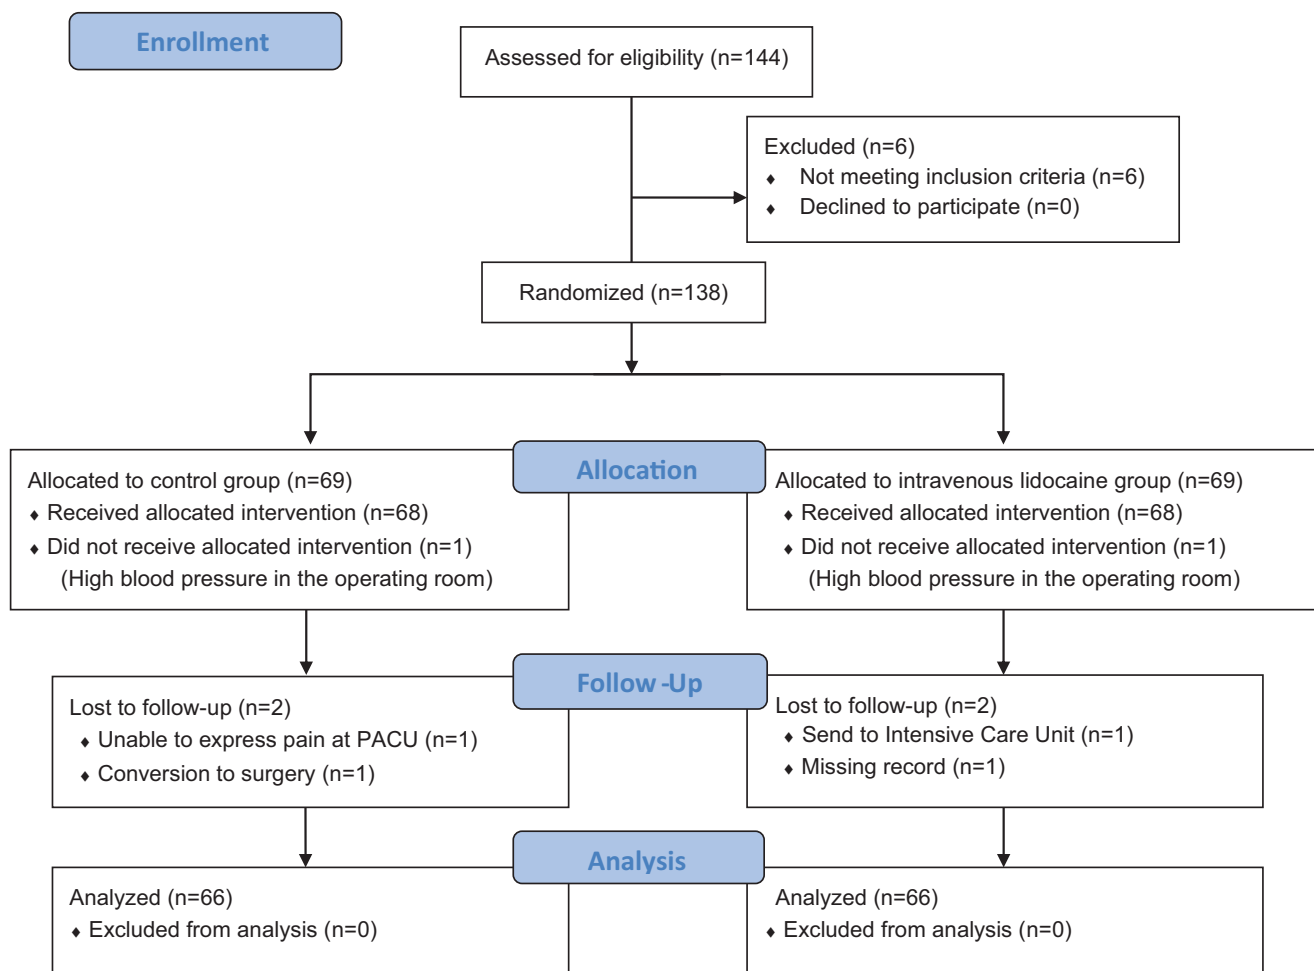 Enrollment
Assessed for eligibility (n=144)
Excluded (n=6)
♦ Not meeting inclusion criteria (n=6)
♦ Declined to participate (n=0)
Randomized (n=138)
Allocation
Allocated to control group (n=69)
♦ Received allocated intervention (n=68)
♦ Did not receive allocated intervention (n=1)
(High blood pressure in the operating room)
Allocated to intravenous lidocaine group (n=69)
♦ Received allocated intervention (n=68)
♦ Did not receive allocated intervention (n=1)
(High blood pressure in the operating room)
Follow -Up
Lost to follow-up (n=2)
♦ Unable to express pain at PACU (n=1)
♦ Conversion to surgery (n=1)
Lost to follow-up (n=2)
♦ Send to Intensive Care Unit (n=1)
♦ Missing record (n=1)
Analysis
Analyzed (n=66)
♦ Excluded from analysis (n=0)
Analyzed (n=66)
♦ Excluded from analysis (n=0)